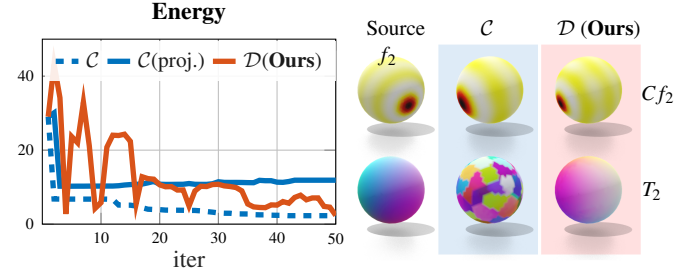 Energy
𝒞 𝒞(proj.) 𝒟(Ours)
40
20
0
10 20 30 40 50
iter
Source 𝒞 𝒟 (Ours)
f₂
Cf₂
T₂